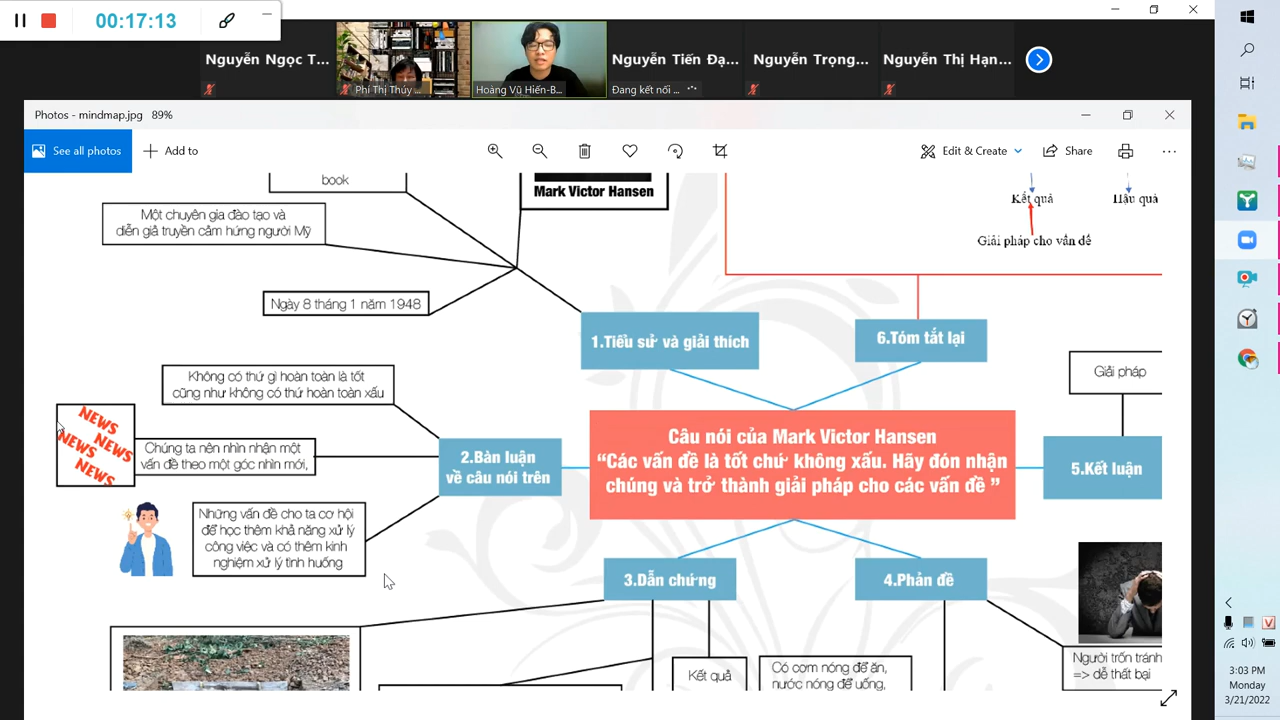 00:17:13
Nguyễn Ngọc T...
Phí Thị Thúy ...
Hoàng Vũ Hiến-B...
Nguyễn Tiến Đạ...
Đang kết nối ...
Nguyễn Trọng...
Nguyễn Thị Hạn...
Photos - mindmap.jpg 89%
See all photos
Add to
Edit & Create
Share
book
Mark Victor Hansen
Một chuyên gia đào tạo và
diễn giả truyền cảm hứng người Mỹ
Ngày 8 tháng 1 năm 1948
Kết quả
Hậu quả
Giải pháp cho vấn đề
1.Tiểu sử và giải thích
6.Tóm tắt lại
Không có thứ gì hoàn toàn là tốt
cũng như không có thứ hoàn toàn xấu
Giải pháp
NEWS
NEWS
NEWS
NEWS
Chúng ta nên nhìn nhận một
vấn đề theo một góc nhìn mới,
2.Bàn luận
về câu nói trên
Câu nói của Mark Victor Hansen
“Các vấn đề là tốt chứ không xấu. Hãy đón nhận
chúng và trở thành giải pháp cho các vấn đề ”
5.Kết luận
Những vấn đề cho ta cơ hội
để học thêm khả năng xử lý
công việc và có thêm kinh
nghiệm xử lý tình huống
3.Dẫn chứng
4.Phản đề
Kết quả
Có cơm nóng để ăn,
nước nóng để uống,
Người trốn tránh
=> dễ thất bại
3:03 PM
Monday
3/21/2022